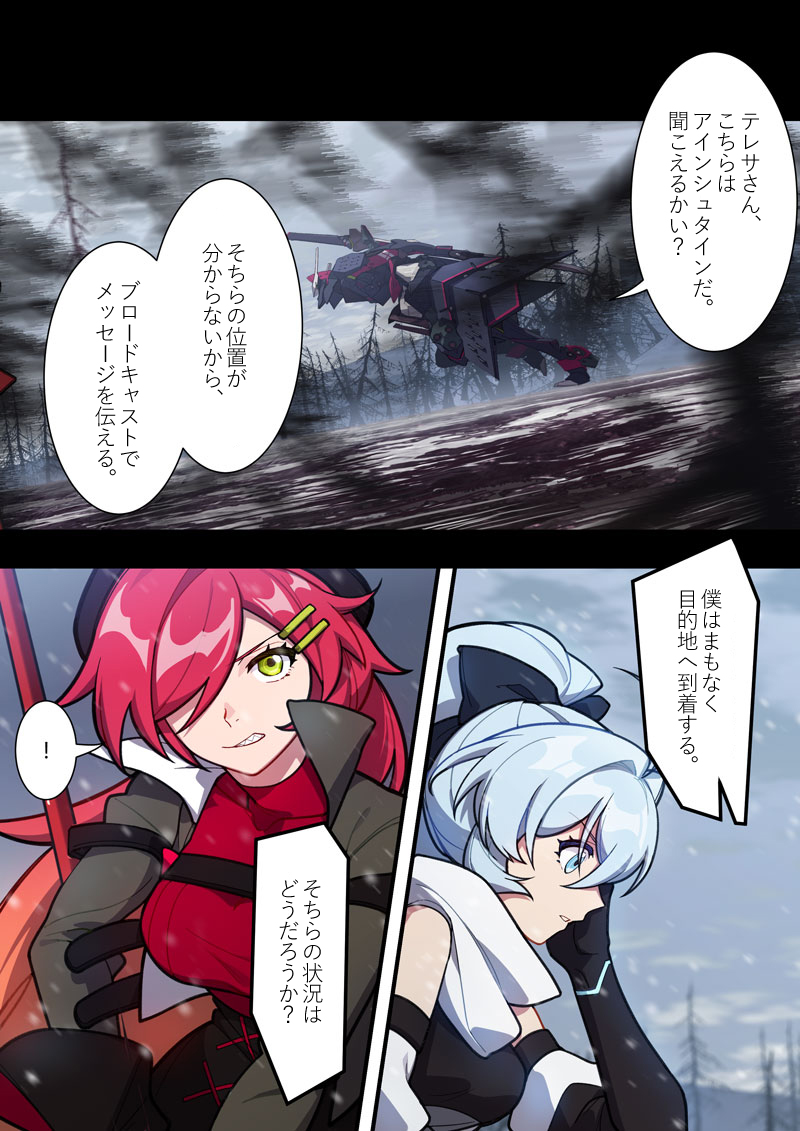 テレサさん、
こちらは
アインシュタインだ。
聞こえるかい？
そちらの位置が
分からないから、
ブロードキャストで
メッセージを伝える。
僕はまもなく
目的地へ到着する。
！
そちらの状況は
どうだろうか？